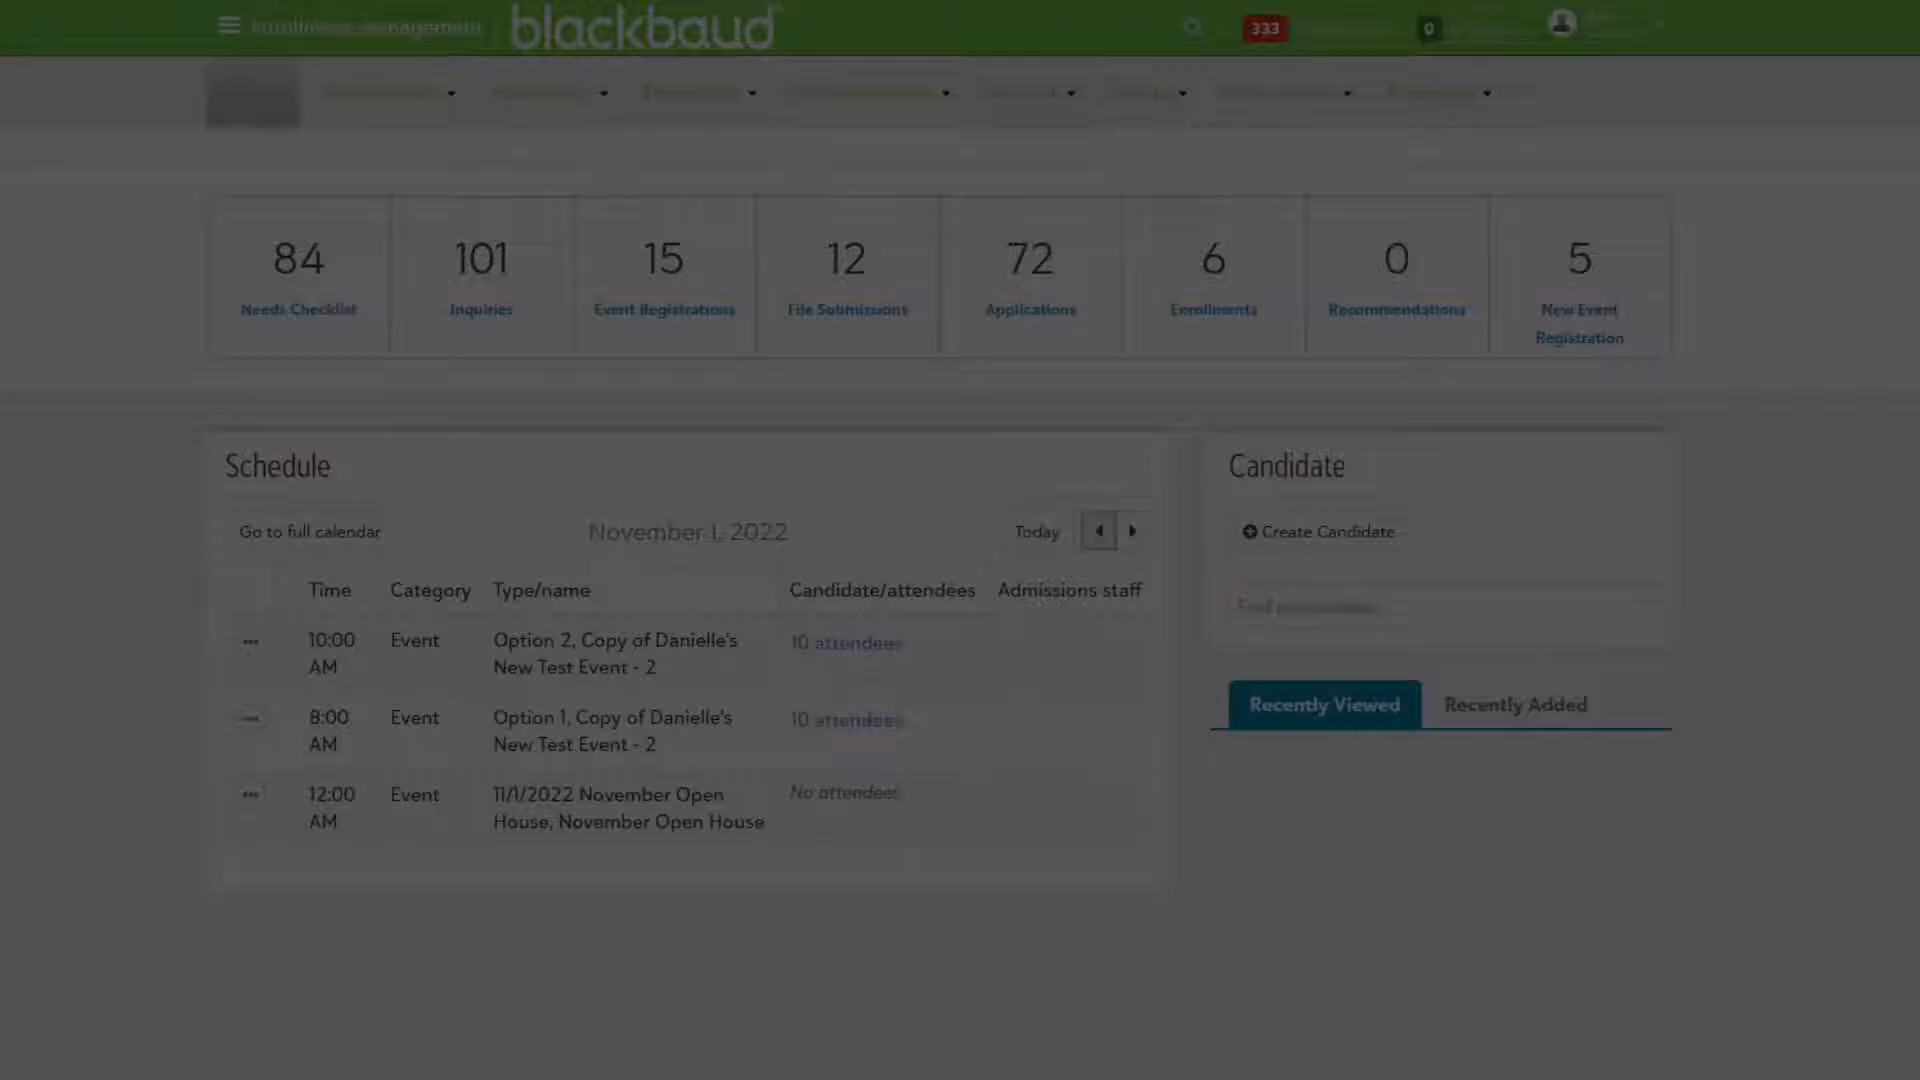 Enrollment management
blackbaud
333
0
84
Needs Checklist
101
Inquiries
15
Event Registrations
12
File Submissions
72
Applications
6
Enrollments
0
Recommendations
5
New Event
Registration
Schedule
Go to full calendar
November 1, 2022
Today
Time Category Type/name Candidate/attendees Admissions staff
10:00 Event Option 2, Copy of Danielle's 10 attendees
AM New Test Event - 2
8:00 Event Option 1, Copy of Danielle's 10 attendees
AM New Test Event - 2
12:00 Event 11/1/2022 November Open No attendees
AM House, November Open House
Candidate
Create Candidate
Recently Viewed Recently Added